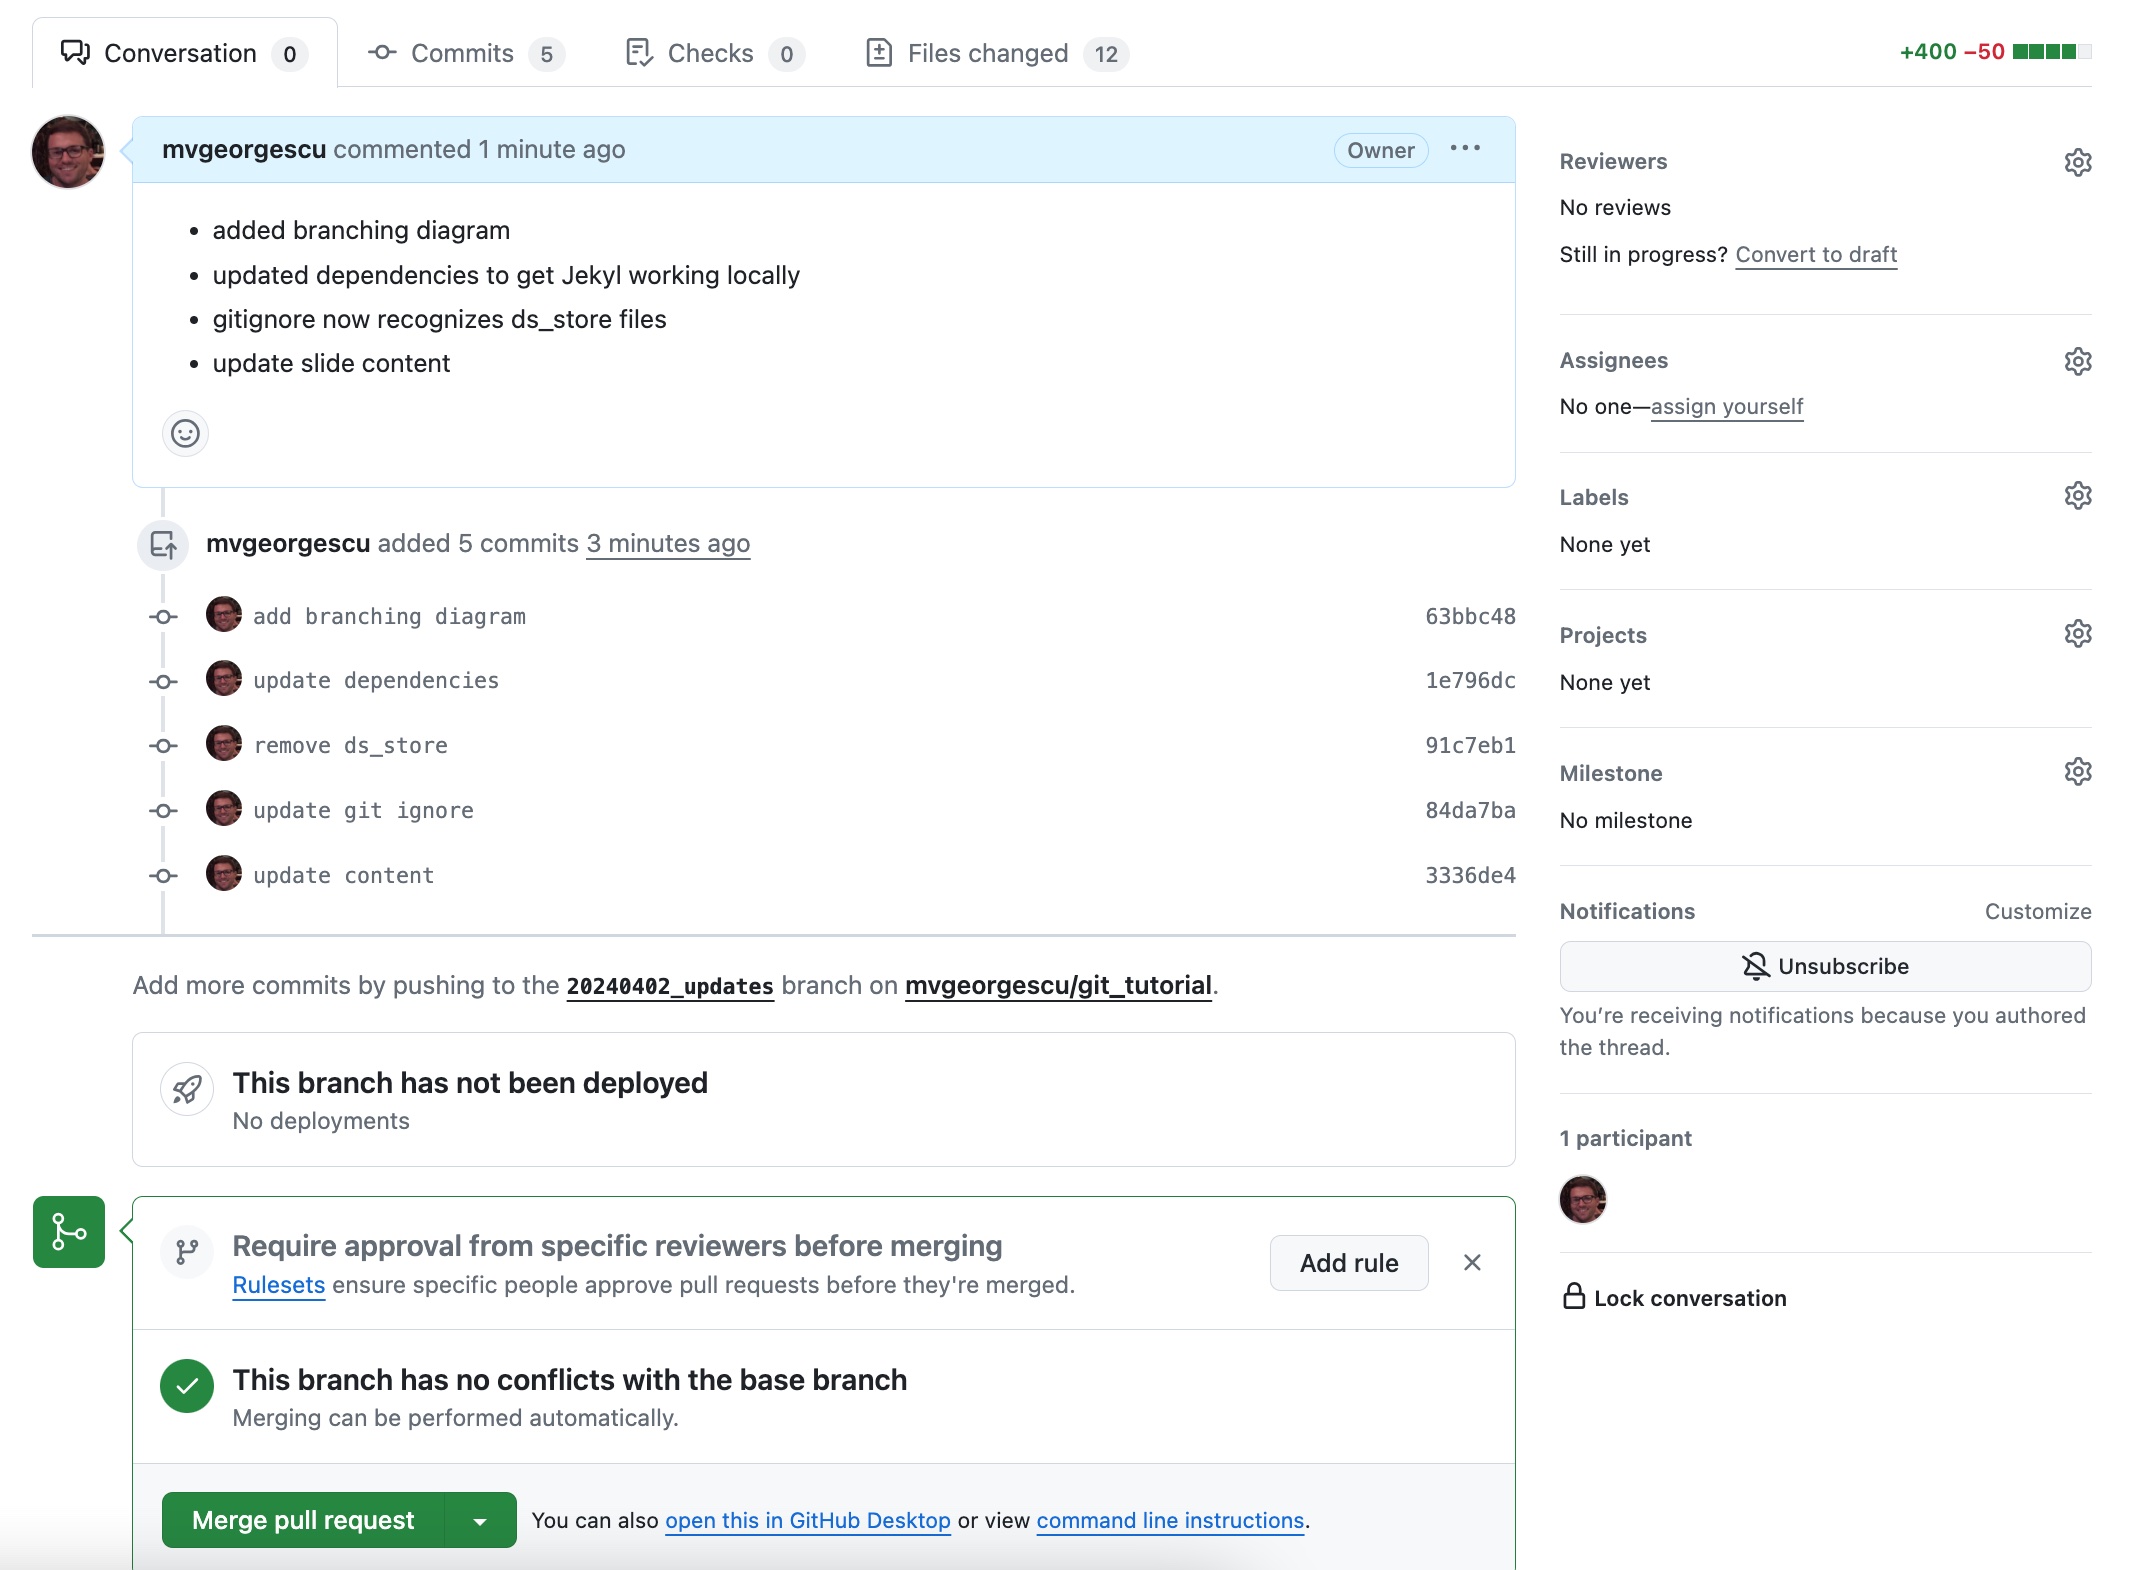 Conversation 0 Commits 5 Checks 0 Files changed 12 +400 −50
mvgeorgescu commented 1 minute ago Owner
added branching diagram
updated dependencies to get Jekyl working locally
gitignore now recognizes ds_store files
update slide content
mvgeorgescu added 5 commits 3 minutes ago
add branching diagram 63bbc48
update dependencies 1e796dc
remove ds_store 91c7eb1
update git ignore 84da7ba
update content 3336de4
Add more commits by pushing to the 20240402_updates branch on mvgeorgescu/git_tutorial.
This branch has not been deployed
No deployments
Require approval from specific reviewers before merging
Rulesets ensure specific people approve pull requests before they're merged.
Add rule
This branch has no conflicts with the base branch
Merging can be performed automatically.
Merge pull request You can also open this in GitHub Desktop or view command line instructions.
Reviewers
No reviews
Still in progress? Convert to draft
Assignees
No one—assign yourself
Labels
None yet
Projects
None yet
Milestone
No milestone
Notifications Customize
Unsubscribe
You’re receiving notifications because you authored
the thread.
1 participant
Lock conversation